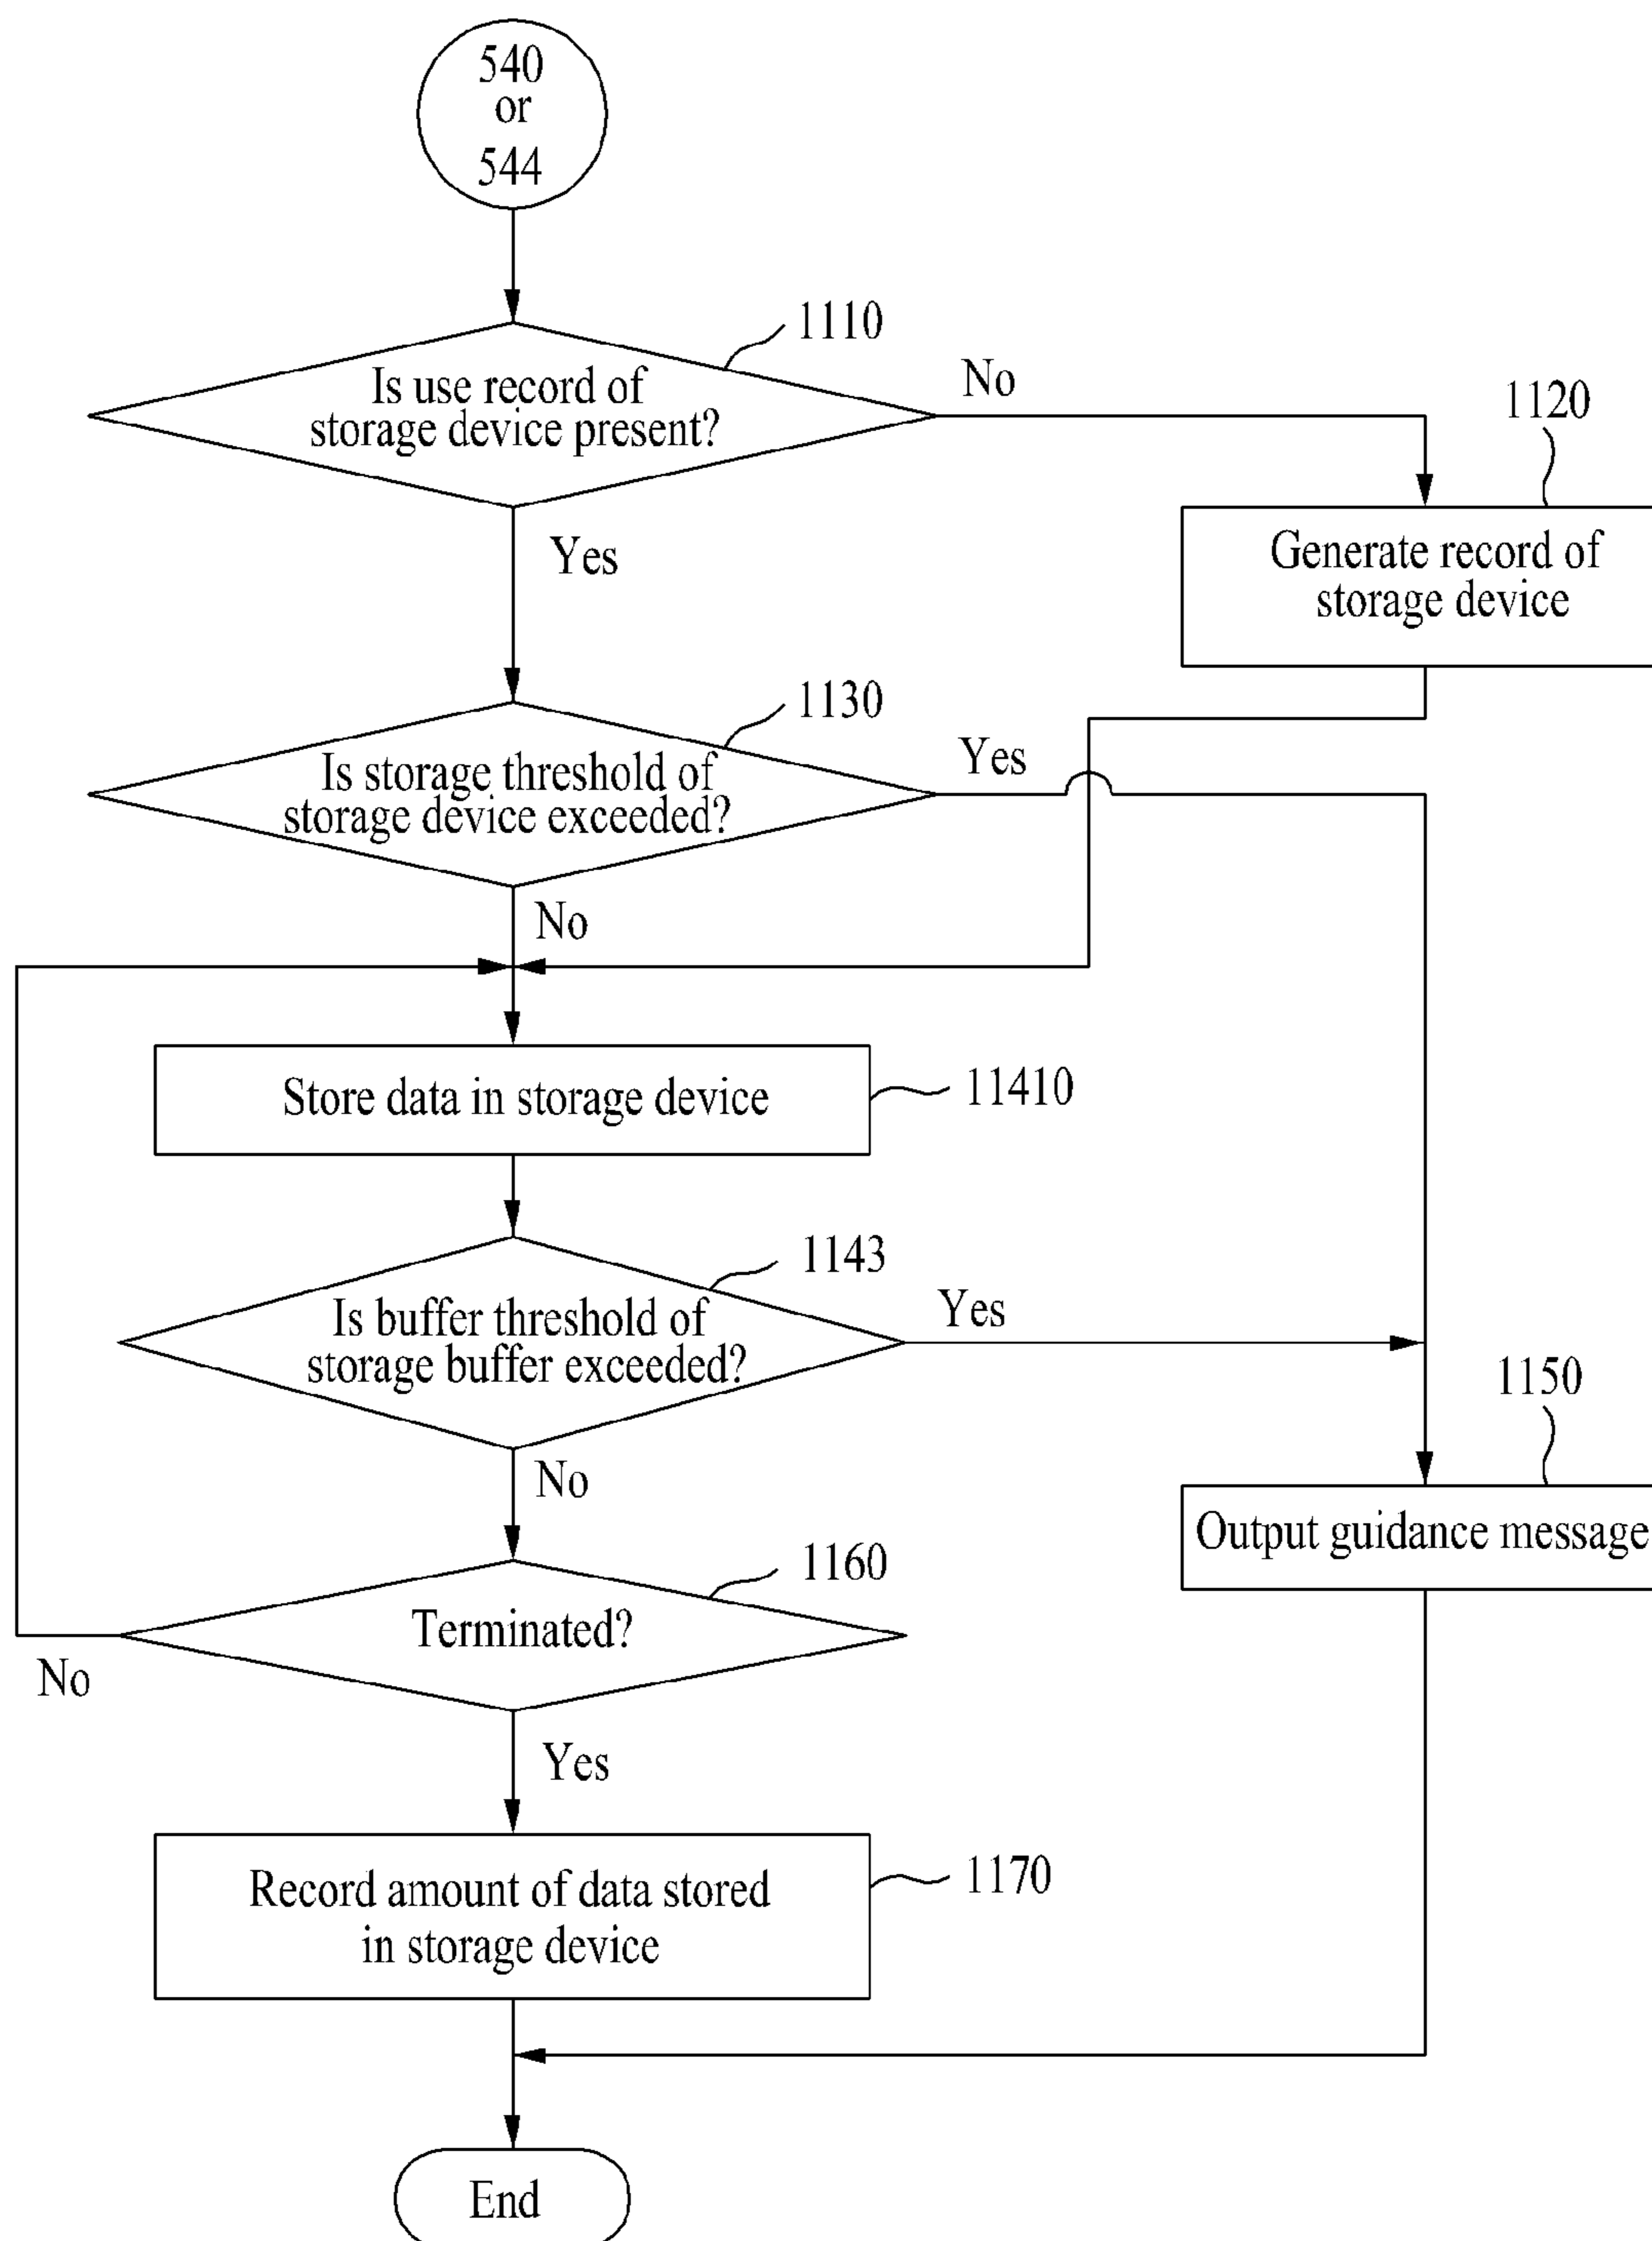 540
or
544
1110
Is use record of
storage device present?
No
1120
Generate record of
storage device
Yes
1130
Is storage threshold of
storage device exceeded?
Yes
No
Store data in storage device
11410
1143
Is buffer threshold of
storage buffer exceeded?
Yes
1150
Output guidance message
No
1160
Terminated?
No
Yes
Record amount of data stored
in storage device
1170
End